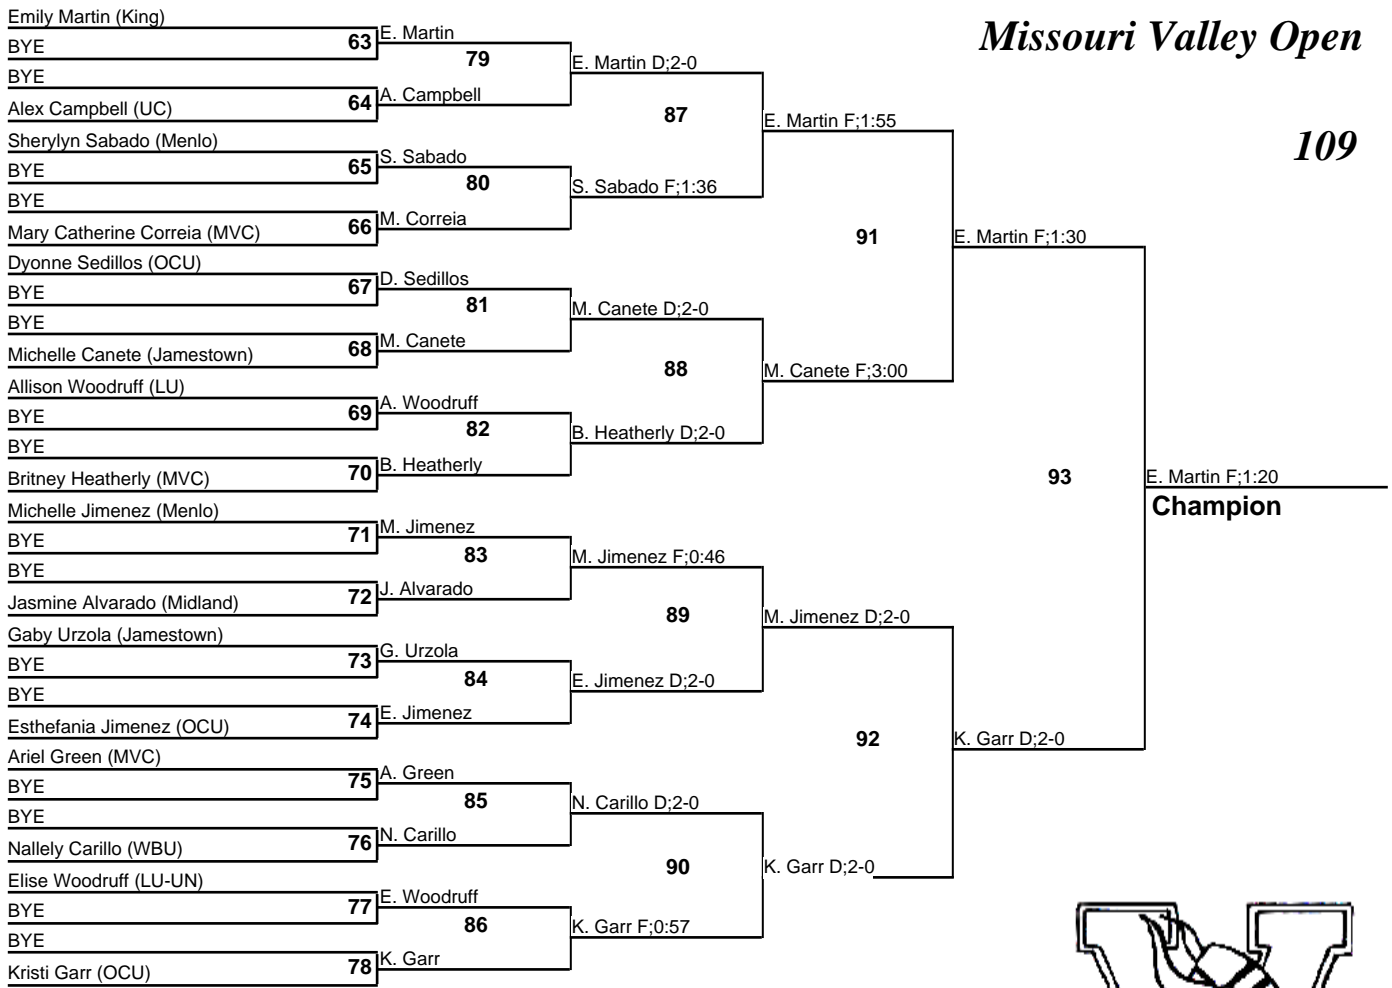 Missouri Valley Open
109
Emily Martin (King)
BYE
63
BYE
Alex Campbell (UC)
64
Sherylyn Sabado (Menlo)
BYE
65
BYE
Mary Catherine Correia (MVC)
66
Dyonne Sedillos (OCU)
BYE
67
BYE
Michelle Canete (Jamestown)
68
Allison Woodruff (LU)
BYE
69
BYE
Britney Heatherly (MVC)
70
Michelle Jimenez (Menlo)
BYE
71
BYE
Jasmine Alvarado (Midland)
72
Gaby Urzola (Jamestown)
BYE
73
BYE
Esthefania Jimenez (OCU)
74
Ariel Green (MVC)
BYE
75
BYE
Nallely Carillo (WBU)
76
Elise Woodruff (LU-UN)
BYE
77
BYE
Kristi Garr (OCU)
78
E. Martin
79
A. Campbell
S. Sabado
80
M. Correia
D. Sedillos
81
M. Canete
A. Woodruff
82
B. Heatherly
M. Jimenez
83
J. Alvarado
G. Urzola
84
E. Jimenez
A. Green
85
N. Carillo
E. Woodruff
86
K. Garr
E. Martin D;2-0
87
S. Sabado F;1:36
M. Canete D;2-0
88
B. Heatherly D;2-0
M. Jimenez F;0:46
89
E. Jimenez D;2-0
N. Carillo D;2-0
90
K. Garr F;0:57
E. Martin F;1:55
91
M. Canete F;3:00
M. Jimenez D;2-0
92
K. Garr D;2-0
E. Martin F;1:30
93
K. Garr D;2-0
E. Martin F;1:20
Champion